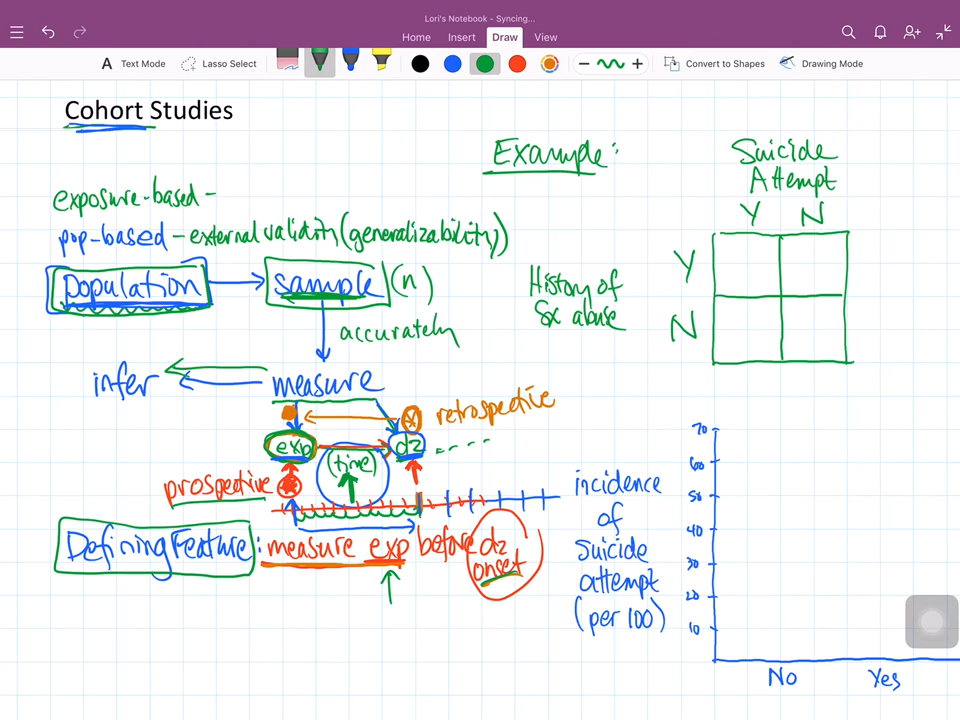 Lori's Notebook - Syncing...
Home Insert Draw View
A Text Mode Lasso Select Convert to Shapes Drawing Mode
Cohort Studies
Example:
exposure-based -
pop-based - external validity (generalizability)
Population → sample (n)
accurately
infer measure
retrospective
exp (time) dz
prospective
Defining Feature: measure exp before dz
onset
Suicide
Attempt
Y N
History of
Sx abuse
Y
N
incidence
of
suicide
attempt
(per 100)
70
60
50
40
30
20
10
No Yes